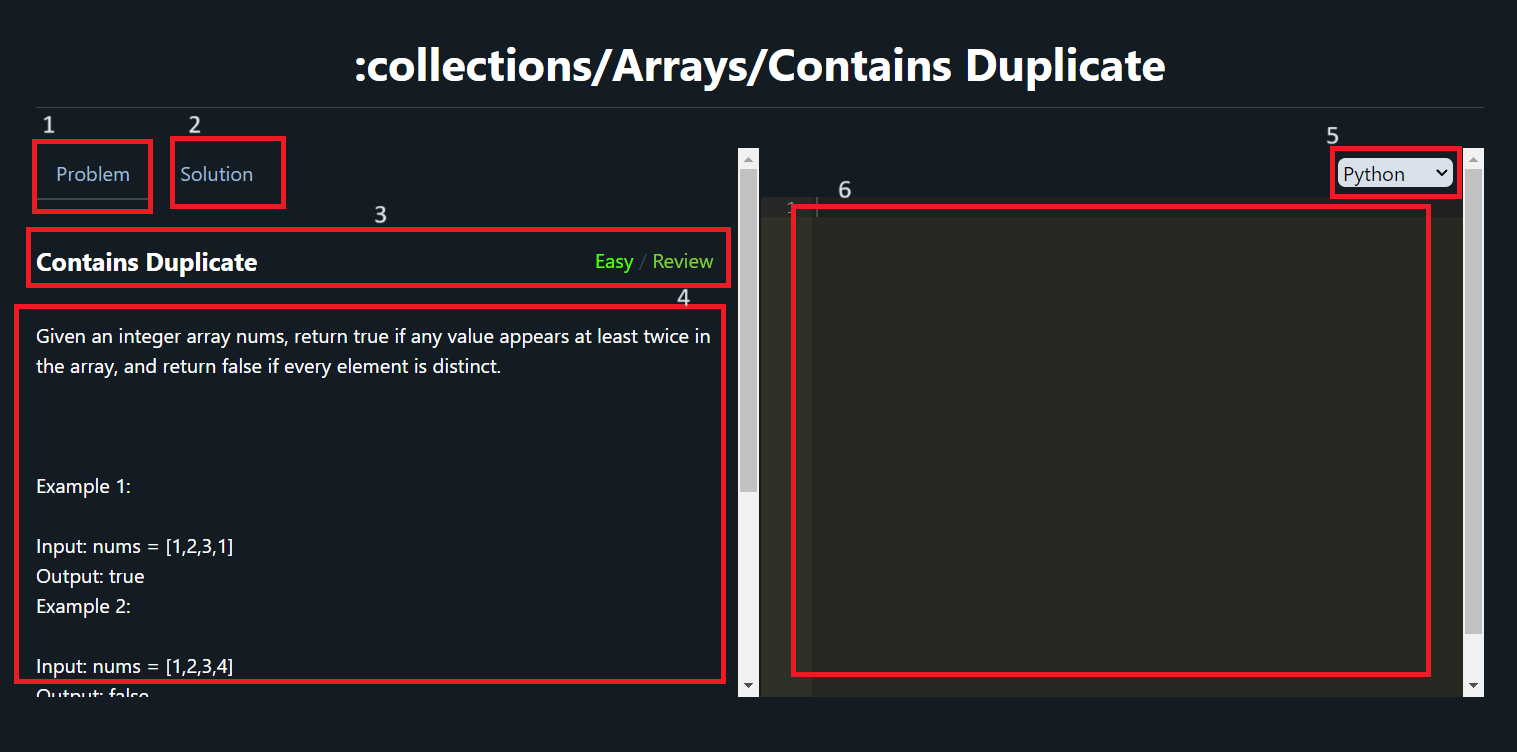 :collections/Arrays/Contains Duplicate
1
2
5
Problem
Solution
Python
3
6
1
Contains Duplicate
Easy / Review
4
Given an integer array nums, return true if any value appears at least twice in
the array, and return false if every element is distinct.
Example 1:
Input: nums = [1,2,3,1]
Output: true
Example 2:
Input: nums = [1,2,3,4]
Output: false